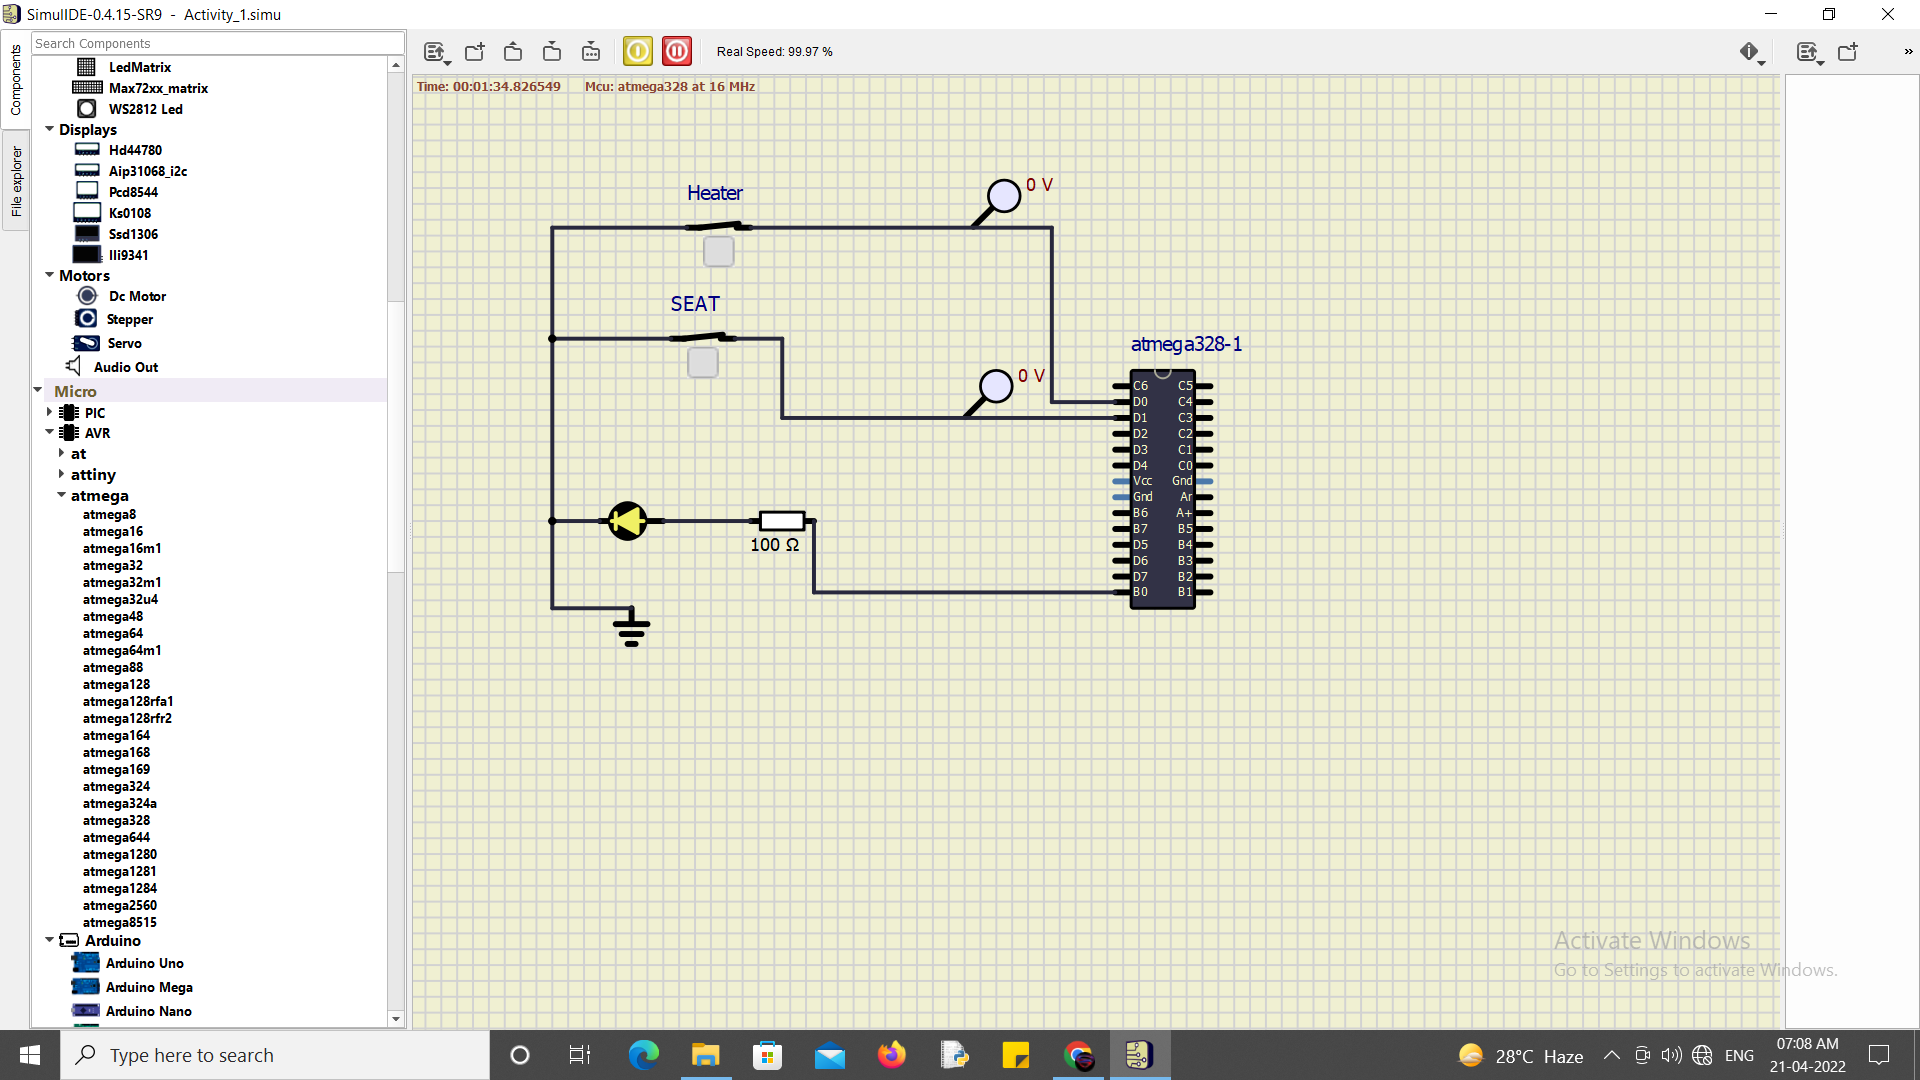 SimulIDE-0.4.15-SR9 - Activity_1.simu
Components
File explorer
Search Components
LedMatrix
Max72xx_matrix
WS2812 Led
Displays
Hd44780
Aip31068_i2c
Pcd8544
Ks0108
Ssd1306
Ili9341
Motors
Dc Motor
Stepper
Servo
Audio Out
Micro
PIC
AVR
at
attiny
atmega
atmega8
atmega16
atmega16m1
atmega32
atmega32m1
atmega32u4
atmega48
atmega64
atmega64m1
atmega88
atmega128
atmega128rfa1
atmega128rfr2
atmega164
atmega168
atmega169
atmega324
atmega324a
atmega328
atmega644
atmega1280
atmega1281
atmega1284
atmega2560
atmega8515
Arduino
Arduino Uno
Arduino Mega
Arduino Nano
Real Speed: 99.97 %
»
Time: 00:01:34.826549 Mcu: atmega328 at 16 MHz
Heater
0 V
SEAT
0 V
100 Ω
atmega328-1
C6 C5
D0 C4
D1 C3
D2 C2
D3 C1
D4 C0
Vcc Gnd
Gnd Ar
B6 A+
B7 B5
D5 B4
D6 B3
D7 B2
B0 B1
Activate Windows
Go to Settings to activate Windows.
Type here to search
28°C Haze
ENG
07:08 AM
21-04-2022